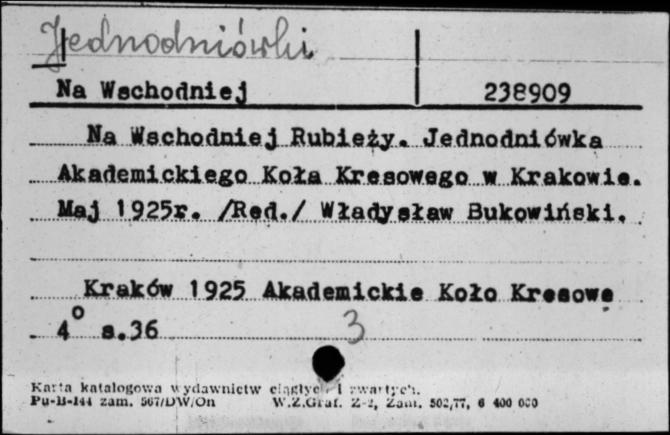 Jednodniówki
Na Wschodniej 238909
Na Wschodniej Rubieży. Jednodniówka
Akademickiego Koła Kresowego w Krakowie.
Maj 1925r. /Red./ Władysław Bukowiński.
Kraków 1925 Akademickie Koło Kresowe
4° s.36 3
Karta katalogowa wydawnictw ciągłych i zwartych.
Pu-B-144 zam. 567/DW/On W.Z.Graf. Z-2, Zam. 502,77, 6 400 000